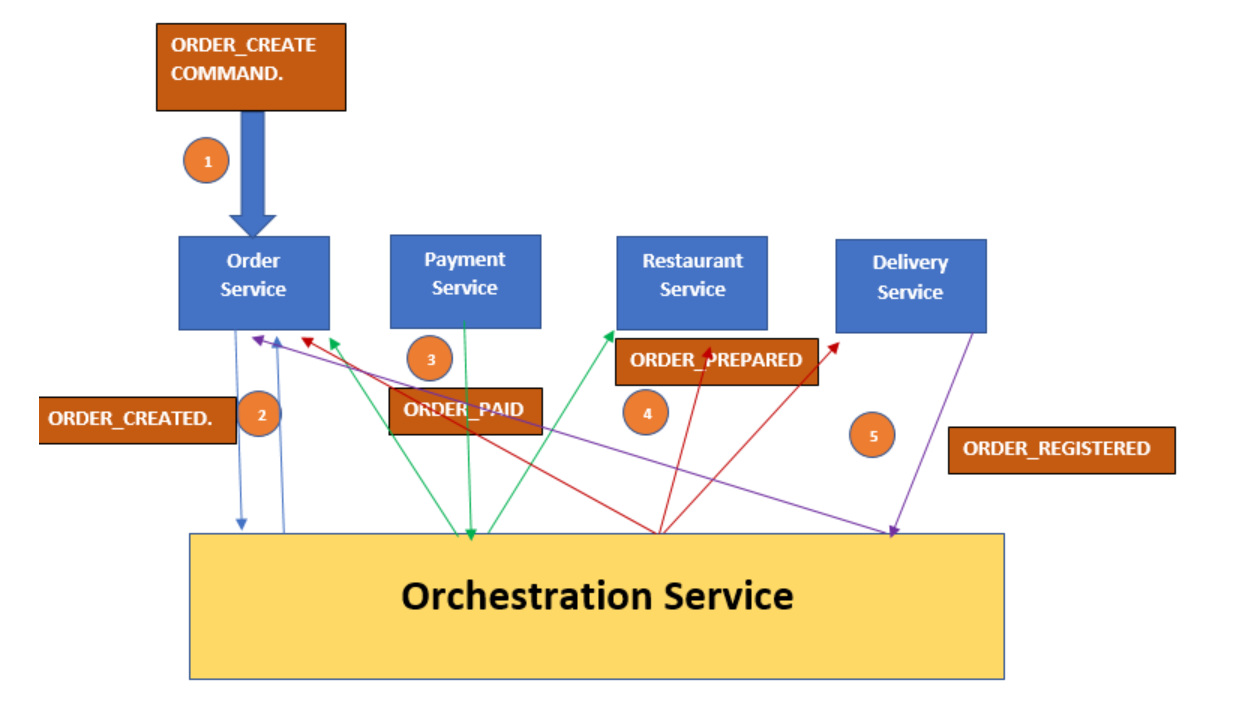 ORDER_CREATE
COMMAND.
1
Order
Service
Payment
Service
Restaurant
Service
Delivery
Service
3
ORDER_PREPARED
ORDER_CREATED.
2
ORDER_PAID
4
5
ORDER_REGISTERED
Orchestration Service